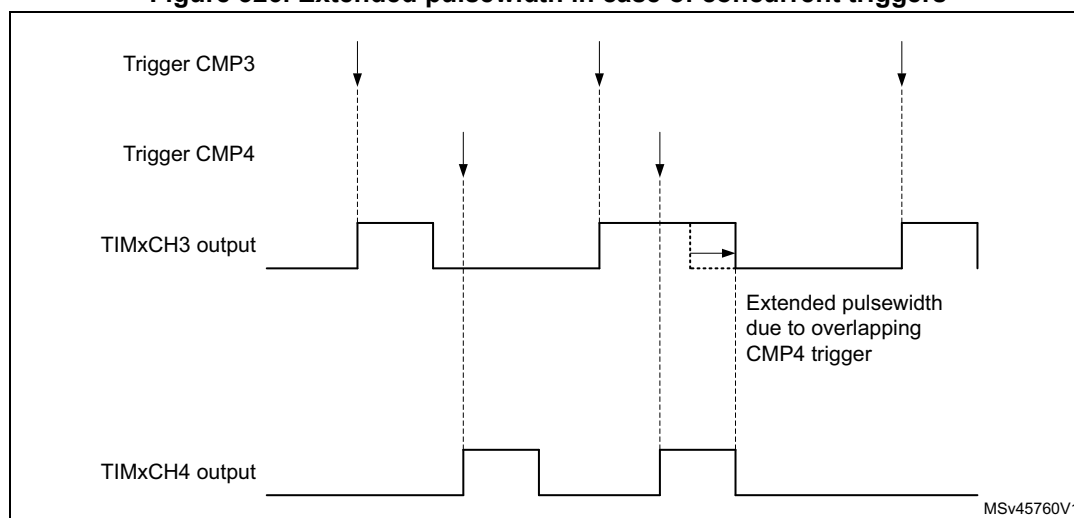 Figure 326. Extended pulsewidth in case of concurrent triggers
Trigger CMP3
Trigger CMP4
TIMxCH3 output
Extended pulsewidth
due to overlapping
CMP4 trigger
TIMxCH4 output
MSv45760V1